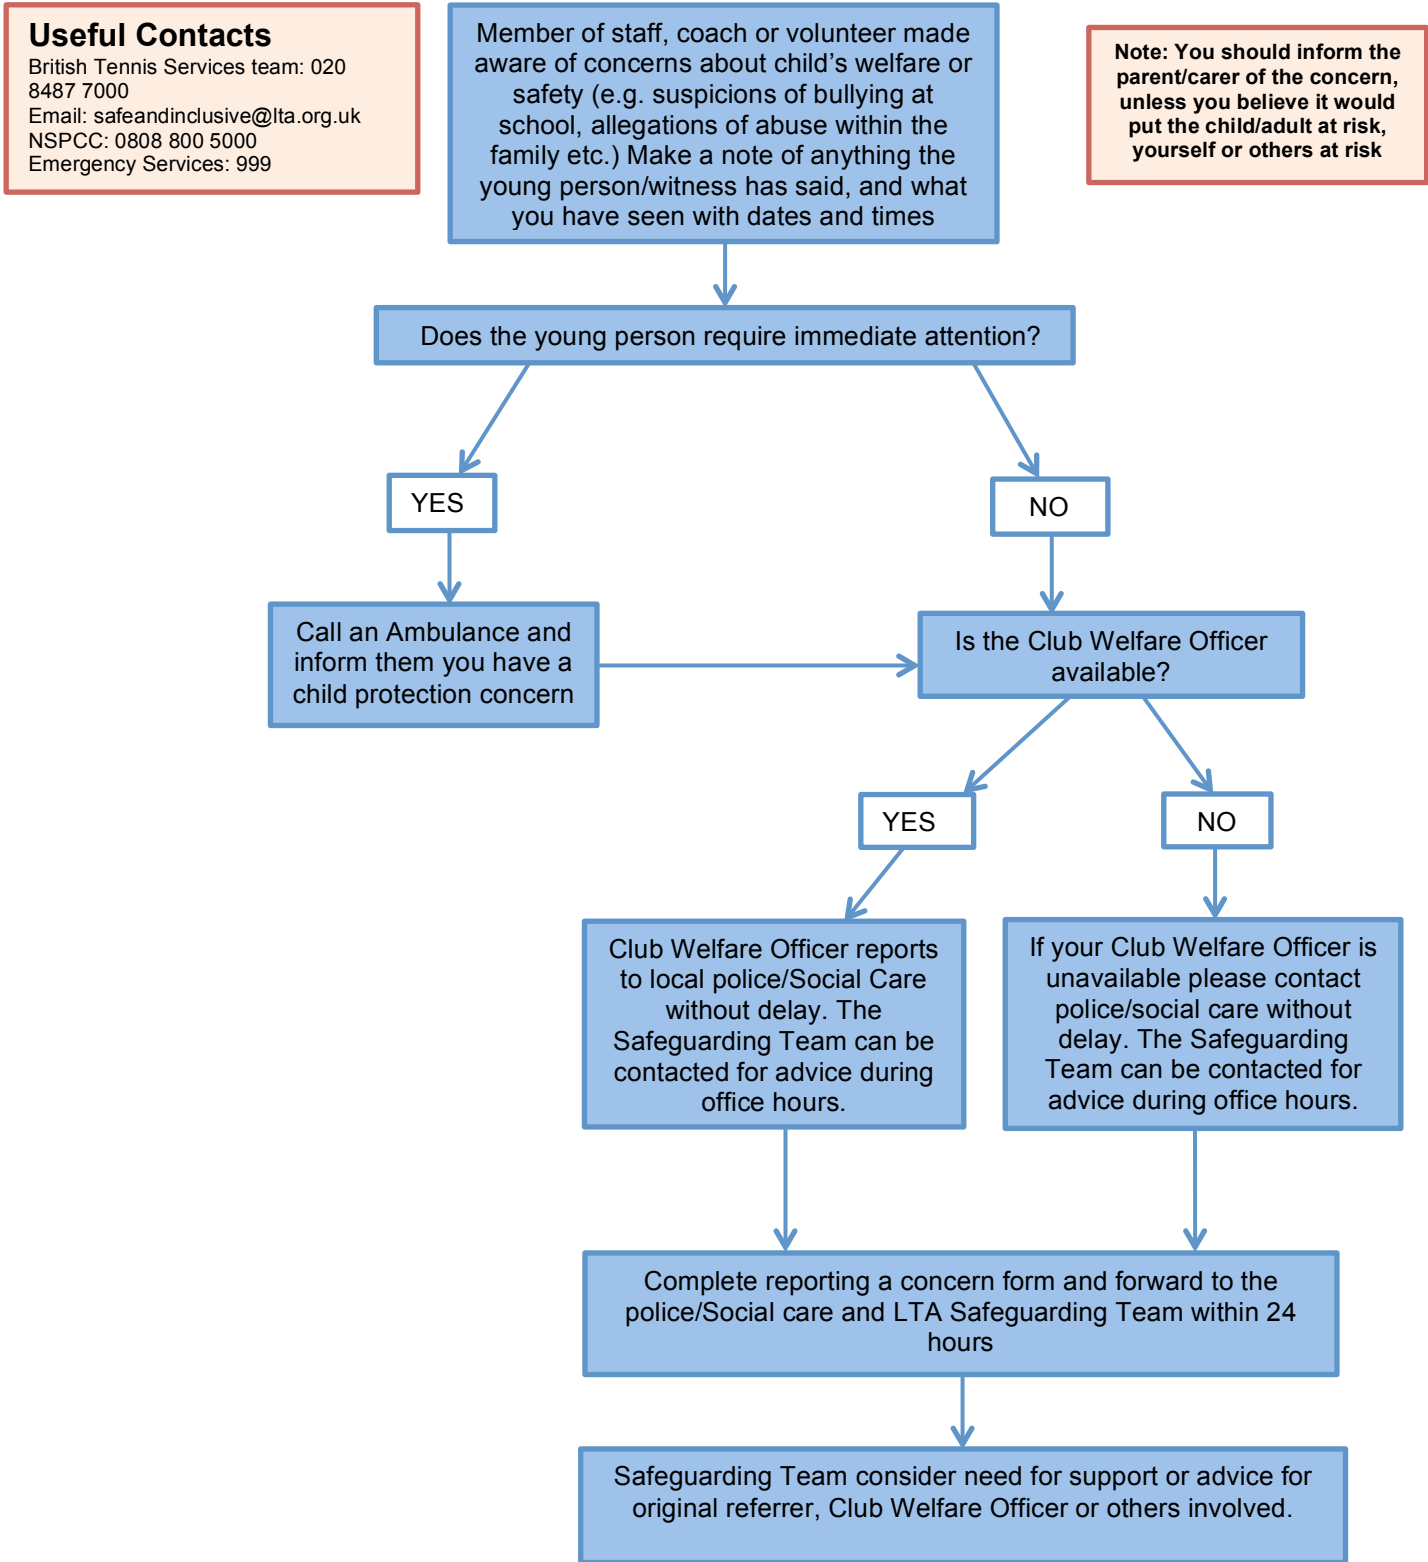 Useful Contacts
British Tennis Services team: 020
8487 7000
Email: safeandinclusive@lta.org.uk
NSPCC: 0808 800 5000
Emergency Services: 999
Member of staff, coach or volunteer made
aware of concerns about child’s welfare or
safety (e.g. suspicions of bullying at
school, allegations of abuse within the
family etc.) Make a note of anything the
young person/witness has said, and what
you have seen with dates and times
Note: You should inform the
parent/carer of the concern,
unless you believe it would
put the child/adult at risk,
yourself or others at risk
Does the young person require immediate attention?
YES
NO
Call an Ambulance and
inform them you have a
child protection concern
Is the Club Welfare Officer
available?
YES
NO
Club Welfare Officer reports
to local police/Social Care
without delay. The
Safeguarding Team can be
contacted for advice during
office hours.
If your Club Welfare Officer is
unavailable please contact
police/social care without
delay. The Safeguarding
Team can be contacted for
advice during office hours.
Complete reporting a concern form and forward to the
police/Social care and LTA Safeguarding Team within 24
hours
Safeguarding Team consider need for support or advice for
original referrer, Club Welfare Officer or others involved.